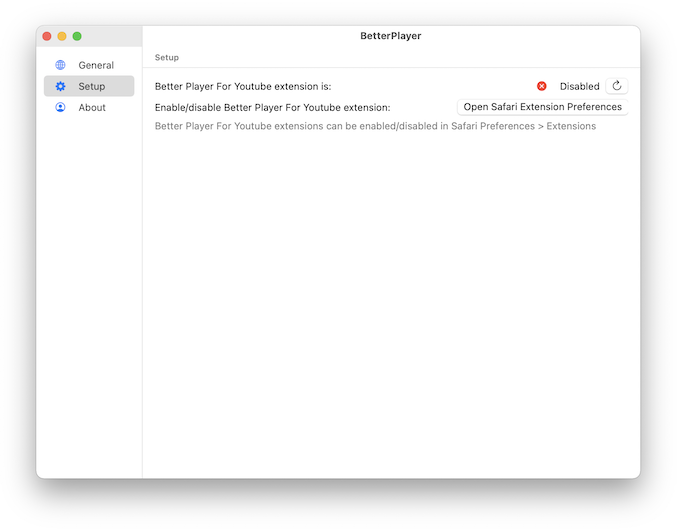 BetterPlayer
General
Setup
About
Setup
Better Player For Youtube extension is:
Disabled
Enable/disable Better Player For Youtube extension:
Open Safari Extension Preferences
Better Player For Youtube extensions can be enabled/disabled in Safari Preferences > Extensions